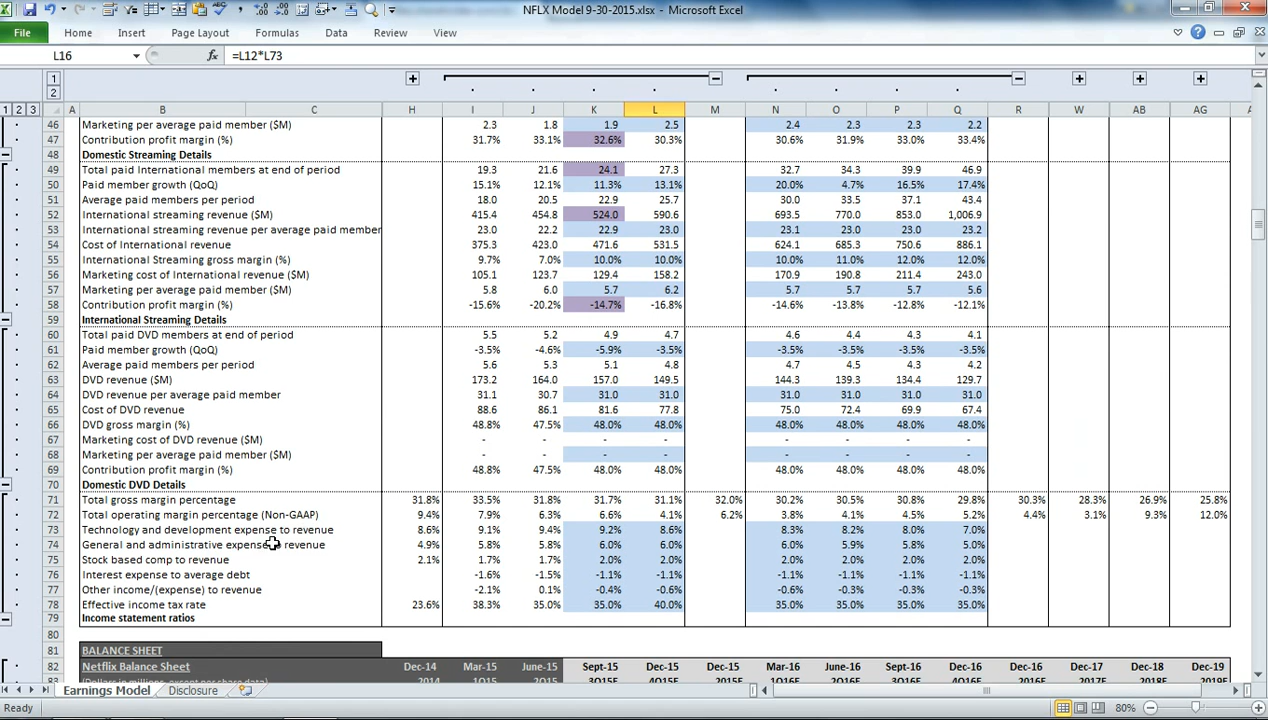 NFLX Model 9-30-2015.xlsx - Microsoft Excel
File Home Insert Page Layout Formulas Data Review View
L16 fx =L12*L73
1
2
1 2 3 A B C H I J K L M N O P Q R W AB AG
46 Marketing per average paid member ($M) 2.3 1.8 1.9 2.5 2.4 2.3 2.3 2.2
47 Contribution profit margin (%) 31.7% 33.1% 32.6% 30.3% 30.6% 31.9% 33.0% 33.4%
48 Domestic Streaming Details
49 Total paid International members at end of period 19.3 21.6 24.1 27.3 32.7 34.3 39.9 46.9
50 Paid member growth (QoQ) 15.1% 12.1% 11.3% 13.1% 20.0% 4.7% 16.5% 17.4%
51 Average paid members per period 18.0 20.5 22.9 25.7 30.0 33.5 37.1 43.4
52 International streaming revenue ($M) 415.4 454.8 524.0 590.6 693.5 770.0 853.0 1,006.9
53 International streaming revenue per average paid member 23.0 22.2 22.9 23.0 23.1 23.0 23.0 23.2
54 Cost of International revenue 375.3 423.0 471.6 531.5 624.1 685.3 750.6 886.1
55 International Streaming gross margin (%) 9.7% 7.0% 10.0% 10.0% 10.0% 11.0% 12.0% 12.0%
56 Marketing cost of International revenue ($M) 105.1 123.7 129.4 158.2 170.9 190.8 211.4 243.0
57 Marketing per average paid member ($M) 5.8 6.0 5.7 6.2 5.7 5.7 5.7 5.6
58 Contribution profit margin (%) -15.6% -20.2% -14.7% -16.8% -14.6% -13.8% -12.8% -12.1%
59 International Streaming Details
60 Total paid DVD members at end of period 5.5 5.2 4.9 4.7 4.6 4.4 4.3 4.1
61 Paid member growth (QoQ) -3.5% -4.6% -5.9% -3.5% -3.5% -3.5% -3.5% -3.5%
62 Average paid members per period 5.6 5.3 5.1 4.8 4.7 4.5 4.3 4.2
63 DVD revenue ($M) 173.2 164.0 157.0 149.5 144.3 139.3 134.4 129.7
64 DVD revenue per average paid member 31.1 30.7 31.0 31.0 31.0 31.0 31.0 31.0
65 Cost of DVD revenue 88.6 86.1 81.6 77.8 75.0 72.4 69.9 67.4
66 DVD gross margin (%) 48.8% 47.5% 48.0% 48.0% 48.0% 48.0% 48.0% 48.0%
67 Marketing cost of DVD revenue ($M) - - - - - - - -
68 Marketing per average paid member ($M) - - - - - - - -
69 Contribution profit margin (%) 48.8% 47.5% 48.0% 48.0% 48.0% 48.0% 48.0% 48.0%
70 Domestic DVD Details
71 Total gross margin percentage 31.8% 33.5% 31.8% 31.7% 31.1% 32.0% 30.2% 30.5% 30.8% 29.8% 30.3% 28.3% 26.9% 25.8%
72 Total operating margin percentage (Non-GAAP) 9.4% 7.9% 6.3% 6.6% 4.1% 6.2% 3.8% 4.1% 4.5% 5.2% 4.4% 3.1% 9.3% 12.0%
73 Technology and development expense to revenue 8.6% 9.1% 9.4% 9.2% 8.6% 8.3% 8.2% 8.0% 7.0%
74 General and administrative expense revenue 4.9% 5.8% 5.8% 6.0% 6.0% 6.0% 5.9% 5.8% 5.0%
75 Stock based comp to revenue 2.1% 1.7% 1.7% 2.0% 2.0% 2.0% 2.0% 2.0% 2.0%
76 Interest expense to average debt -1.6% -1.5% -1.1% -1.1% -1.1% -1.1% -1.1% -1.1%
77 Other income/(expense) to revenue -2.1% 0.1% -0.4% -0.6% -0.6% -0.3% -0.3% -0.3%
78 Effective income tax rate 23.6% 38.3% 35.0% 35.0% 40.0% 35.0% 35.0% 35.0% 35.0%
79 Income statement ratios
80
81 BALANCE SHEET
82 Netflix Balance Sheet Dec-14 Mar-15 June-15 Sept-15 Dec-15 Dec-15 Mar-16 June-16 Sept-16 Dec-16 Dec-16 Dec-17 Dec-18 Dec-19
83 (Dollars in millions, except per share data) 2014 1Q15 2Q15 3Q15E 4Q15E 2015E 1Q16E 2Q16E 3Q16E 4Q16E 2016E 2017E 2018E 2019E
Earnings Model Disclosure
Ready 80%